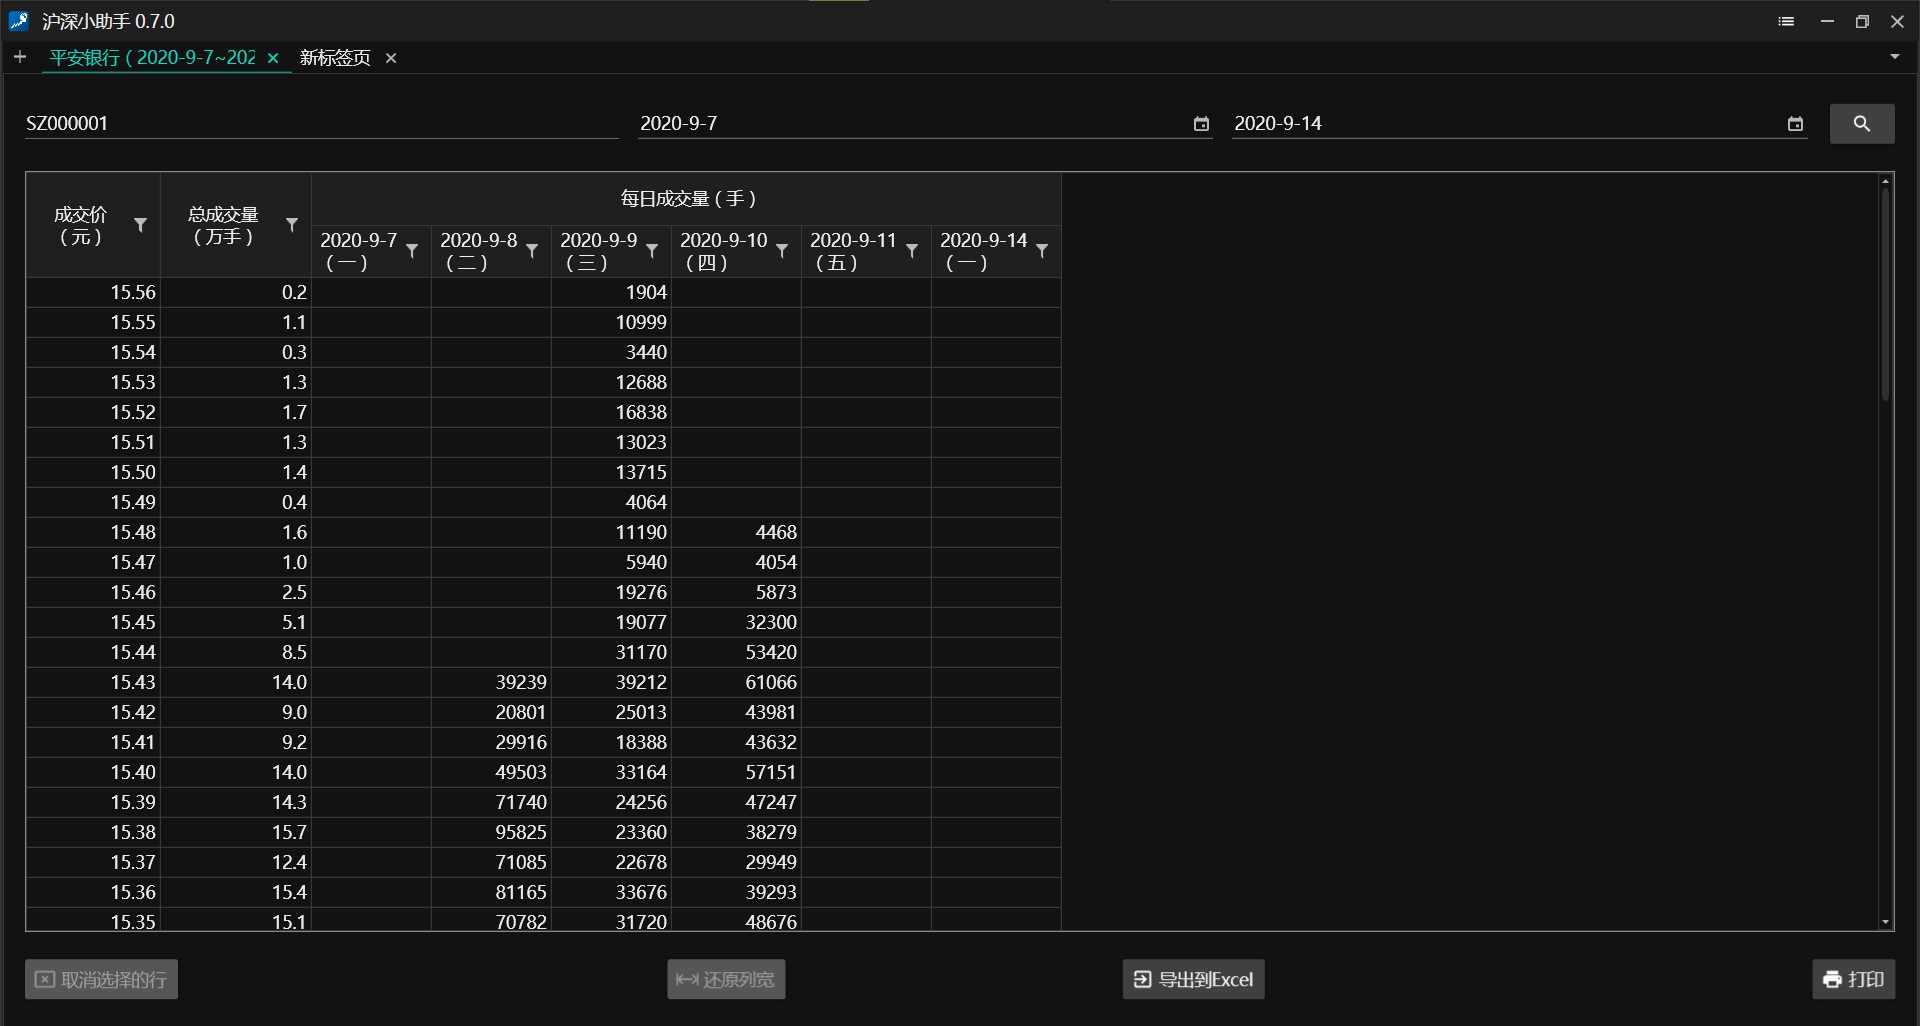 沪深小助手 0.7.0
平安银行（2020-9-7~202
新标签页
SZ000001
2020-9-7
2020-9-14
成交价（元）
总成交量（万手）
每日成交量（手）
2020-9-7（一） 2020-9-8（二） 2020-9-9（三） 2020-9-10（四） 2020-9-11（五） 2020-9-14（一）
15.56 0.2 1904
15.55 1.1 10999
15.54 0.3 3440
15.53 1.3 12688
15.52 1.7 16838
15.51 1.3 13023
15.50 1.4 13715
15.49 0.4 4064
15.48 1.6 11190 4468
15.47 1.0 5940 4054
15.46 2.5 19276 5873
15.45 5.1 19077 32300
15.44 8.5 31170 53420
15.43 14.0 39239 39212 61066
15.42 9.0 20801 25013 43981
15.41 9.2 29916 18388 43632
15.40 14.0 49503 33164 57151
15.39 14.3 71740 24256 47247
15.38 15.7 95825 23360 38279
15.37 12.4 71085 22678 29949
15.36 15.4 81165 33676 39293
15.35 15.1 70782 31720 48676
取消选择的行
还原列宽
导出到Excel
打印